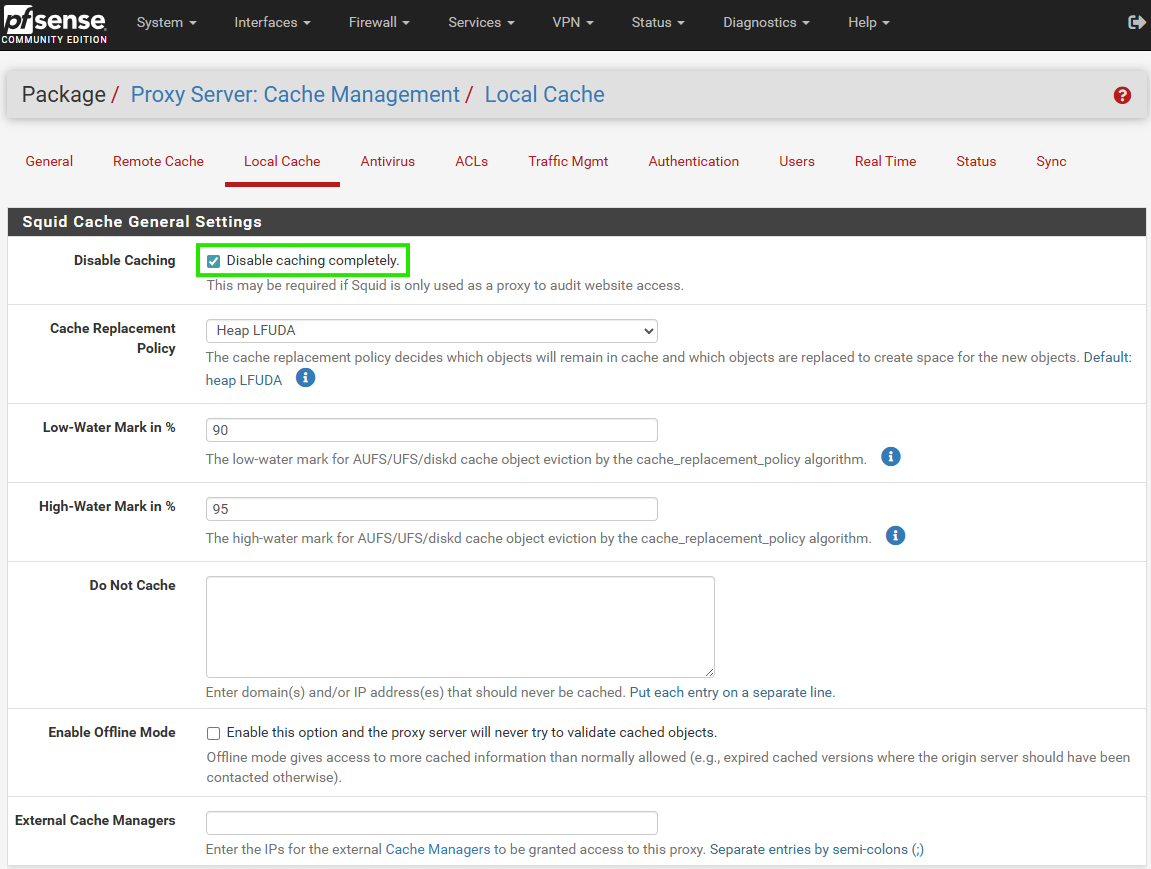 pfsense
COMMUNITY EDITION
System Interfaces Firewall Services VPN Status Diagnostics Help
Package / Proxy Server: Cache Management / Local Cache
General Remote Cache Local Cache Antivirus ACLs Traffic Mgmt Authentication Users Real Time Status Sync
Squid Cache General Settings
Disable Caching
Disable caching completely.
This may be required if Squid is only used as a proxy to audit website access.
Cache Replacement
Policy
Heap LFUDA
The cache replacement policy decides which objects will remain in cache and which objects are replaced to create space for the new objects. Default:
heap LFUDA
Low-Water Mark in %
90
The low-water mark for AUFS/UFS/diskd cache object eviction by the cache_replacement_policy algorithm.
High-Water Mark in %
95
The high-water mark for AUFS/UFS/diskd cache object eviction by the cache_replacement_policy algorithm.
Do Not Cache
Enter domain(s) and/or IP address(es) that should never be cached. Put each entry on a separate line.
Enable Offline Mode
Enable this option and the proxy server will never try to validate cached objects.
Offline mode gives access to more cached information than normally allowed (e.g., expired cached versions where the origin server should have been
contacted otherwise).
External Cache Managers
Enter the IPs for the external Cache Managers to be granted access to this proxy. Separate entries by semi-colons (;)